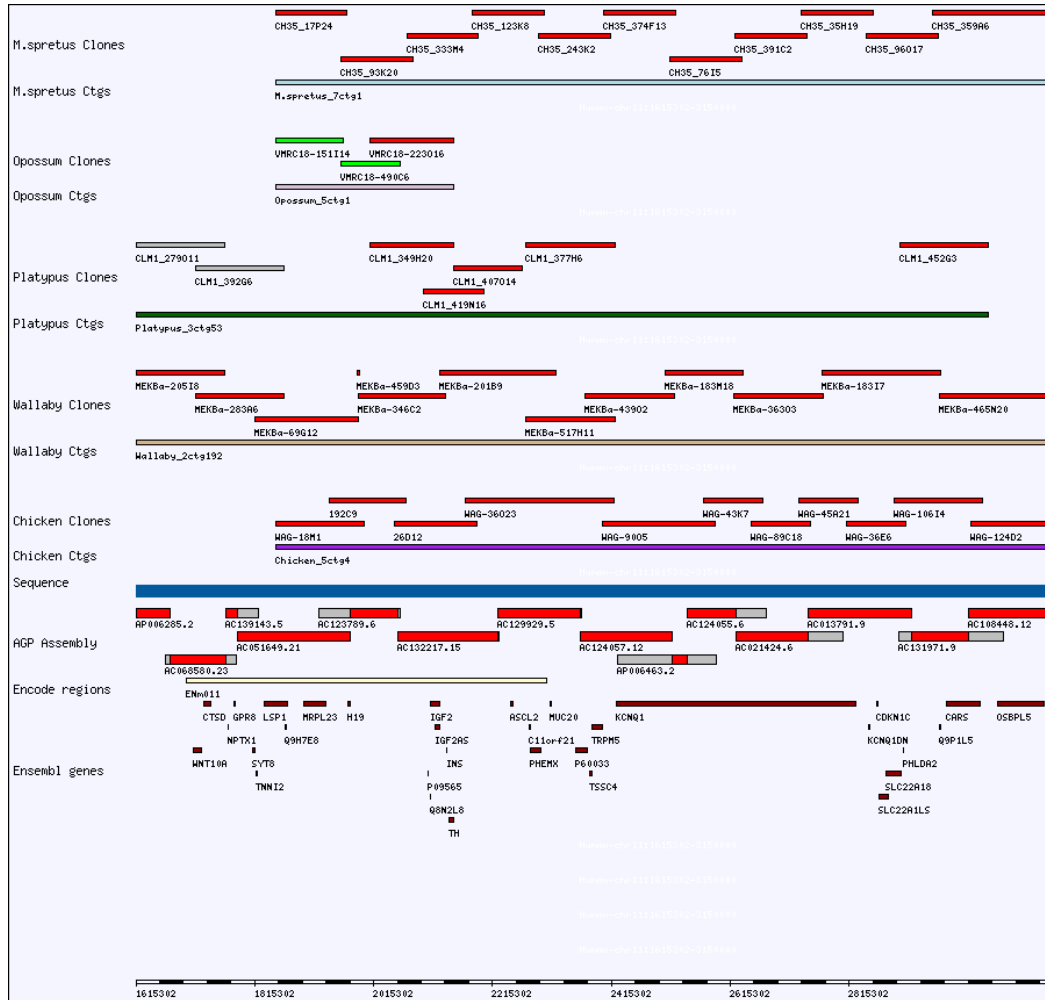 CH35_17P24 CH35_123K8 CH35_374F13 CH35_35H19 CH35_359A6
M.spretus Clones CH35_333M4 CH35_243K2 CH35_391C2 CH35_96O17
CH35_93K20 CH35_76I5
M.spretus Ctgs M.spretus_7ctg1
VMRC18-151I14 VMRC18-223O16
Opossum Clones VMRC18-490C6
Opossum Ctgs Opossum_5ctg1
CLM1_279O11 CLM1_349H20 CLM1_377H6 CLM1_452G3
Platypus Clones CLM1_392G6 CLM1_407O14
CLM1_419N16
Platypus Ctgs Platypus_3ctg53
MEKBa-205I8 MEKBa-459D3 MEKBa-201B9 MEKBa-183M18 MEKBa-183I7
Wallaby Clones MEKBa-283A6 MEKBa-346C2 MEKBa-439O2 MEKBa-363O3 MEKBa-465N20
MEKBa-69G12 MEKBa-517H11
Wallaby Ctgs Wallaby_2ctg192
192C9 WAG-36O23 WAG-43K7 WAG-45A21 WAG-106I4
Chicken Clones WAG-18M1 26D12 WAG-90O5 WAG-89C18 WAG-36E6 WAG-124D2
Chicken Ctgs Chicken_5ctg4
Sequence
AP006285.2 AC139143.5 AC123789.6 AC129929.5 AC124055.6 AC013791.9 AC108448.12
AGP Assembly AC051649.21 AC132217.15 AC124057.12 AC021424.6 AC131971.9
AC068580.23 AP006463.2
Encode regions ENm011
CTSD GPR8 LSP1 MRPL23 H19 IGF2 ASCL2 MUC20 KCNQ1 CDKN1C CARS OSBPL5
NPTX1 Q9H7E8 IGF2AS C11orf21 TRPM5 KCNQ1DN Q9P1L5
Ensembl genes WNT10A SYT8 INS PHEMX P60033 PHLDA2
TNNI2 P09565 TSSC4 SLC22A18
Q8N2L8 SLC22A1LS
TH
1615302 1815302 2015302 2215302 2415302 2615302 2815302